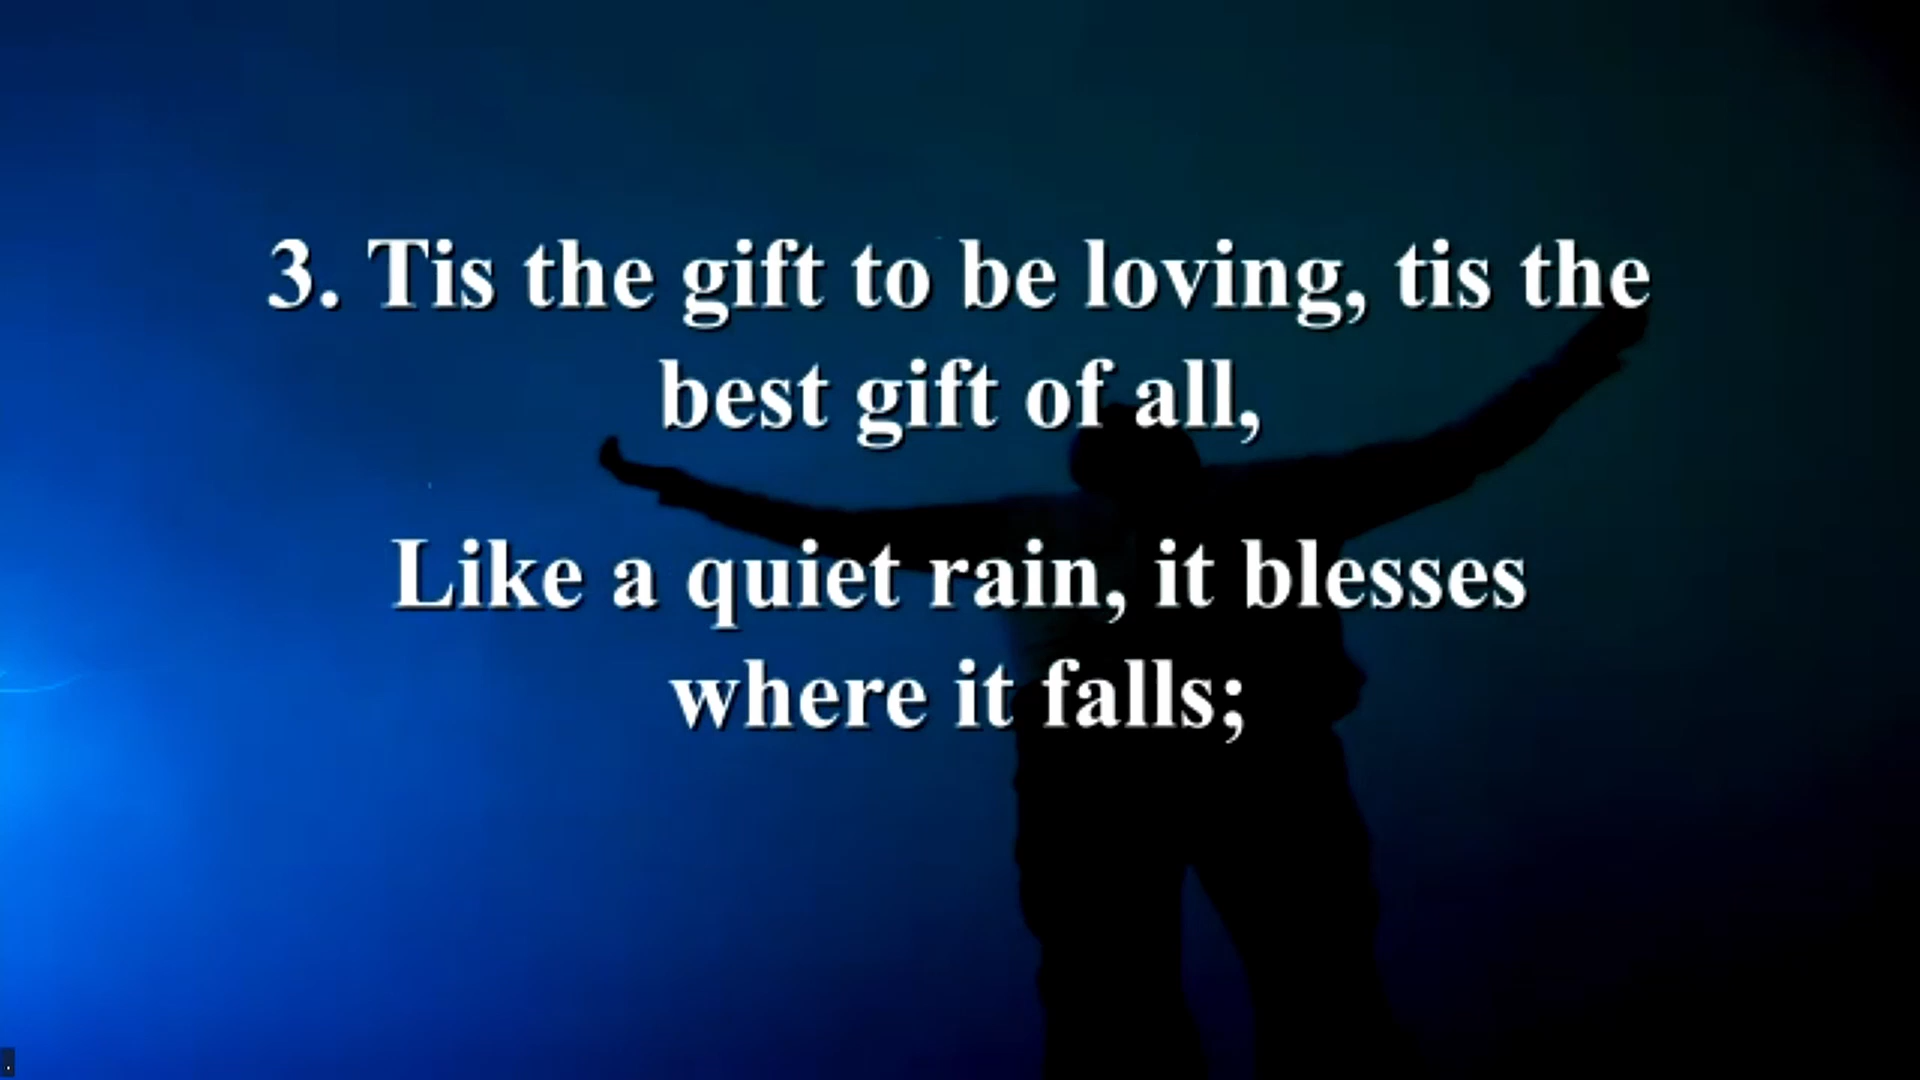 3. Tis the gift to be loving, tis the
best gift of all,
Like a quiet rain, it blesses
where it falls;